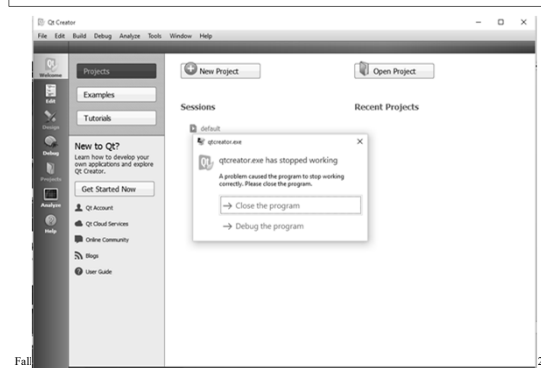 Qt Creator
File Edit Build Debug Analyze Tools Window Help
Welcome
Edit
Design
Debug
Projects
Analyze
Help
Projects
Examples
Tutorials
New to Qt?
Learn how to develop your
own applications and explore
Qt Creator.
Get Started Now
Qt Account
Qt Cloud Services
Online Community
Blogs
User Guide
New Project
Open Project
Sessions
Recent Projects
default
qtcreator.exe
qtcreator.exe has stopped working
A problem caused the program to stop working
correctly. Please close the program.
→ Close the program
→ Debug the program
Fall
2